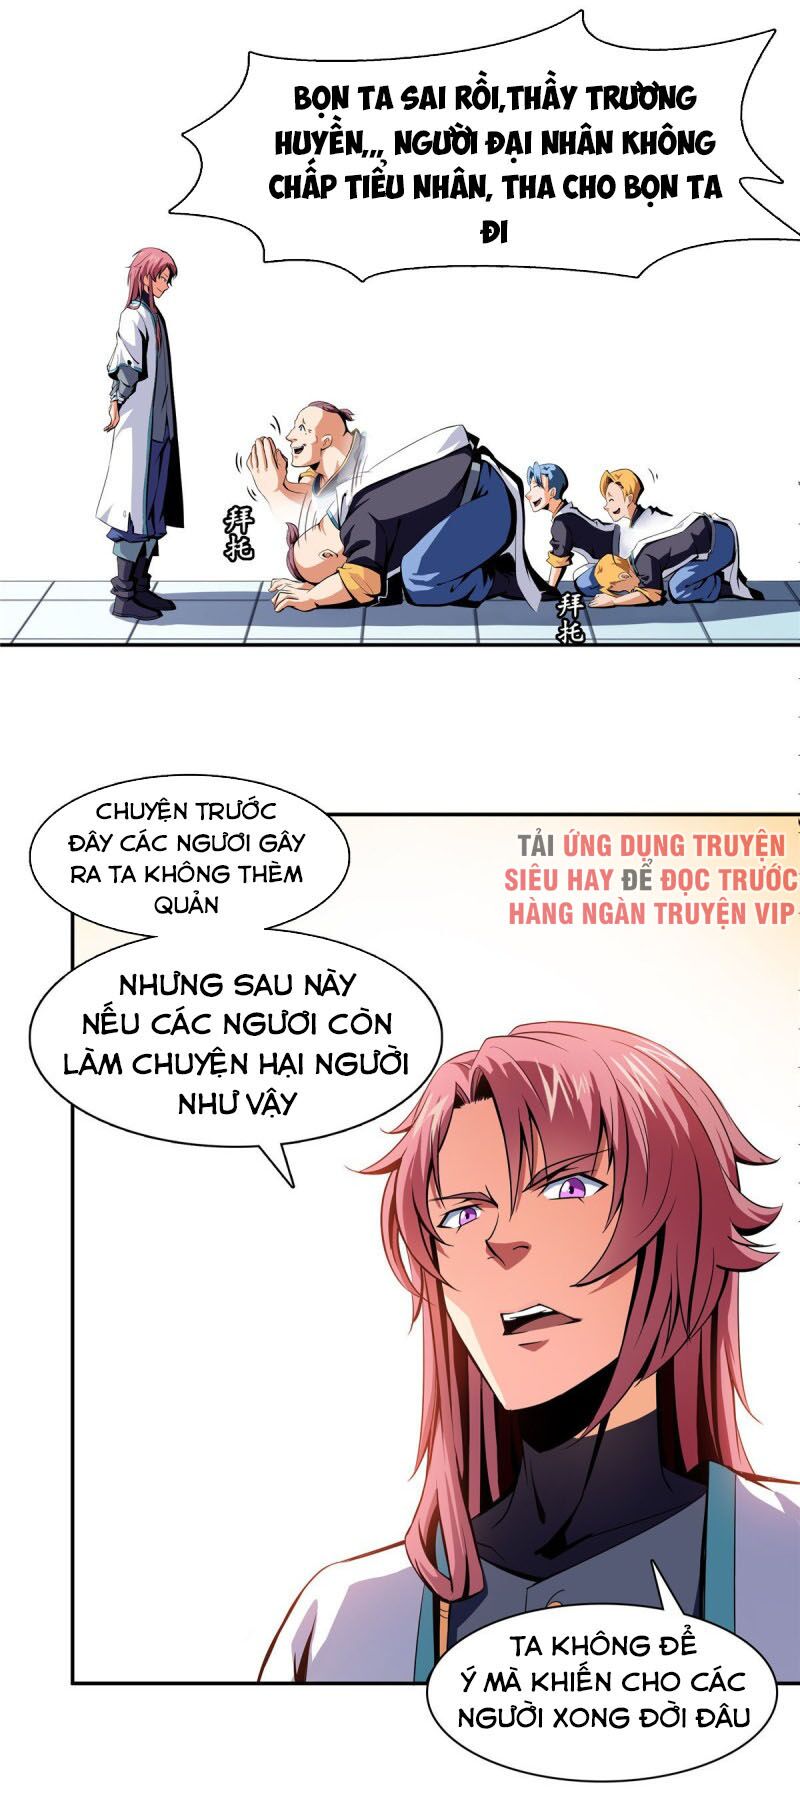 BỌN TA SAI RỒI,THẦY TRƯƠNG
HUYỀN,,, NGƯỜI ĐẠI NHÂN KHÔNG
CHẤP TIỂU NHÂN, THA CHO BỌN TA
ĐI
拜托
拜托
CHUYỆN TRƯỚC
ĐÂY CÁC NGƯƠI GÂY
RA TA KHÔNG THÈM
QUẢN
TẢI ỨNG DỤNG TRUYỆN
SIÊU HAY ĐỂ ĐỌC TRƯỚC
HÀNG NGÀN TRUYỆN VIP
NHƯNG SAU NÀY
NẾU CÁC NGƯƠI CÒN
LÀM CHUYỆN HẠI NGƯỜI
NHƯ VẬY
TA KHÔNG ĐỂ
Ý MÀ KHIẾN CHO CÁC
NGƯỜI XONG ĐỜI ĐÂU